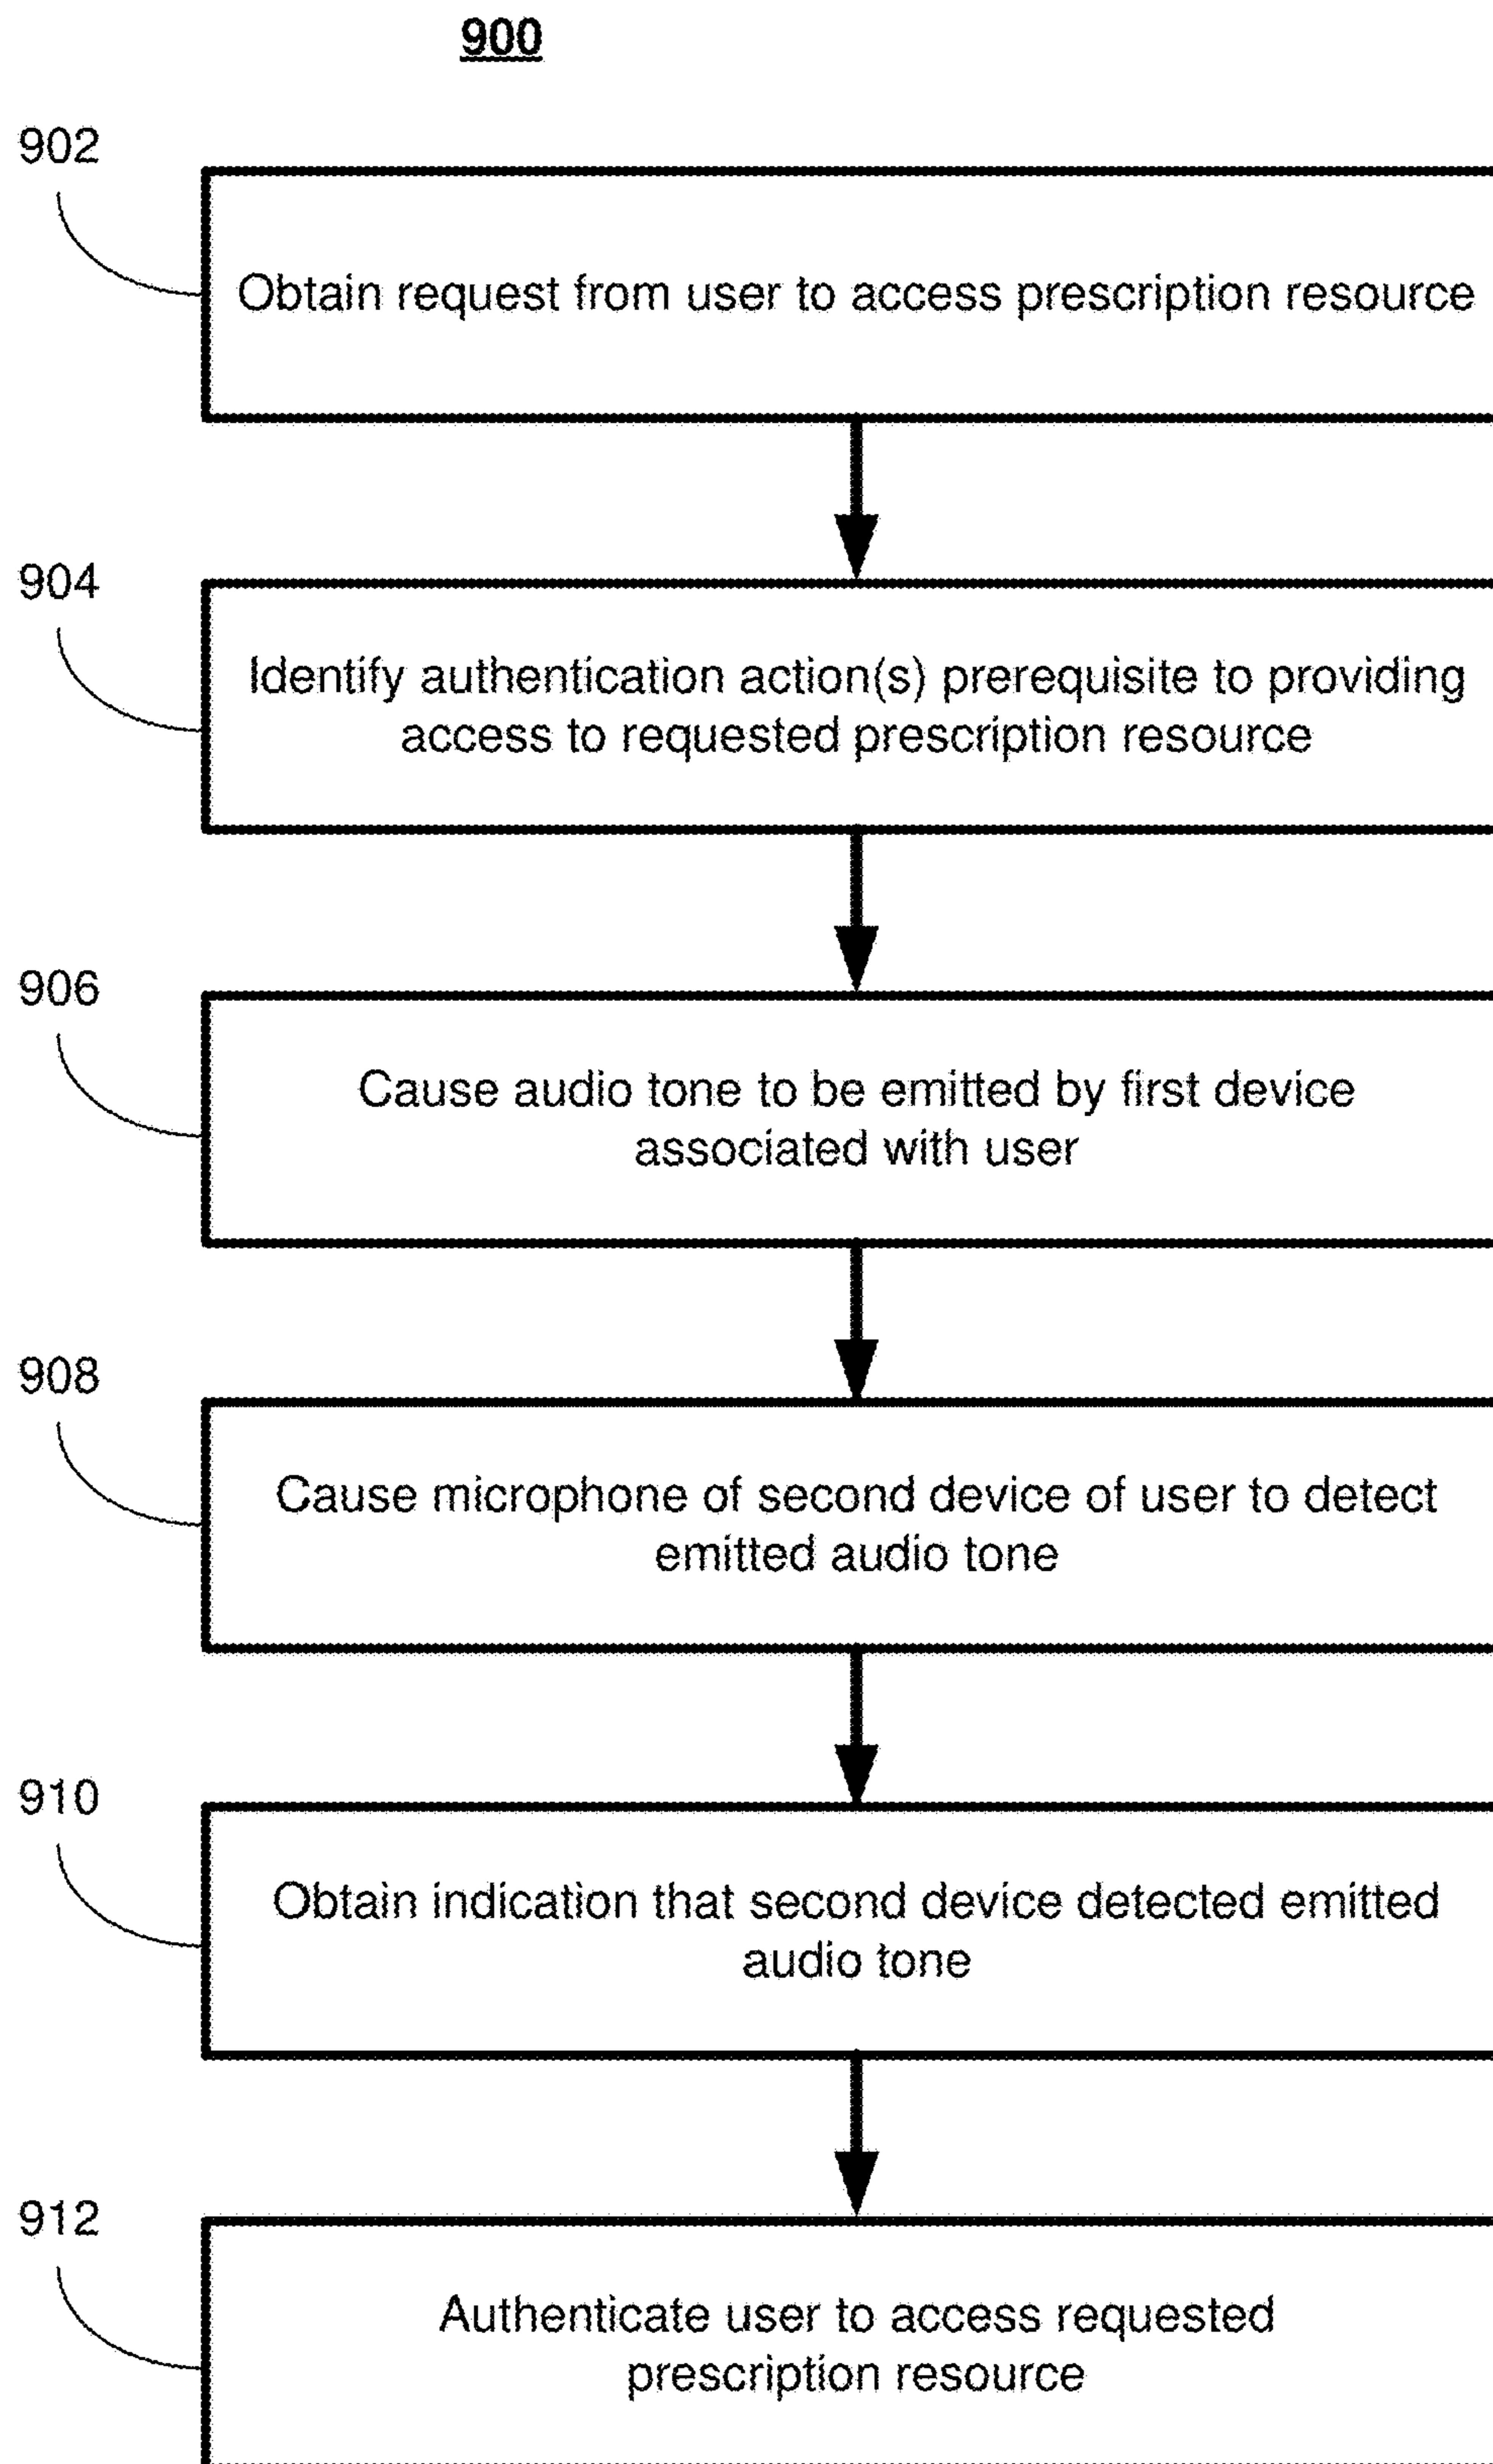 900
902
Obtain request from user to access prescription resource
904
Identify authentication action(s) prerequisite to providing
access to requested prescription resource
906
Cause audio tone to be emitted by first device
associated with user
908
Cause microphone of second device of user to detect
emitted audio tone
910
Obtain indication that second device detected emitted
audio tone
912
Authenticate user to access requested
prescription resource